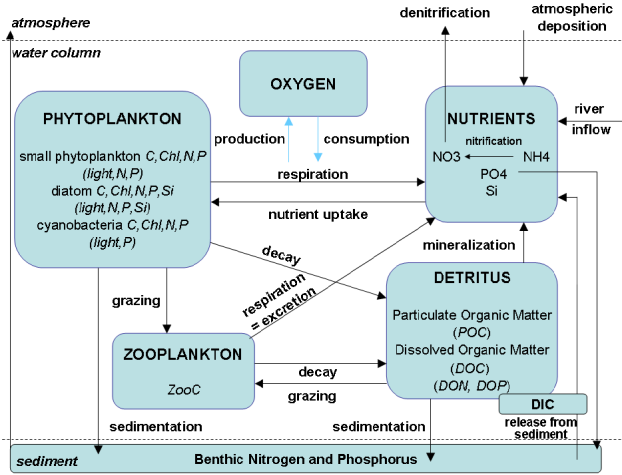 atmosphere
water column
denitrification
atmospheric
deposition
OXYGEN
production
consumption
PHYTOPLANKTON
small phytoplankton C,Chl,N,P
(light,N,P)
diatom C,Chl,N,P,Si
(light,N,P,Si)
cyanobacteria C,Chl,N,P
(light,P)
NUTRIENTS
nitrification
NO3
NH4
PO4
Si
river
inflow
respiration
nutrient uptake
mineralization
decay
respiration
= excretion
grazing
DETRITUS
Particulate Organic Matter
(POC)
Dissolved Organic Matter
(DOC)
(DON, DOP)
ZOOPLANKTON
ZooC
decay
grazing
DIC
release from
sediment
sedimentation
sedimentation
sediment
Benthic Nitrogen and Phosphorus